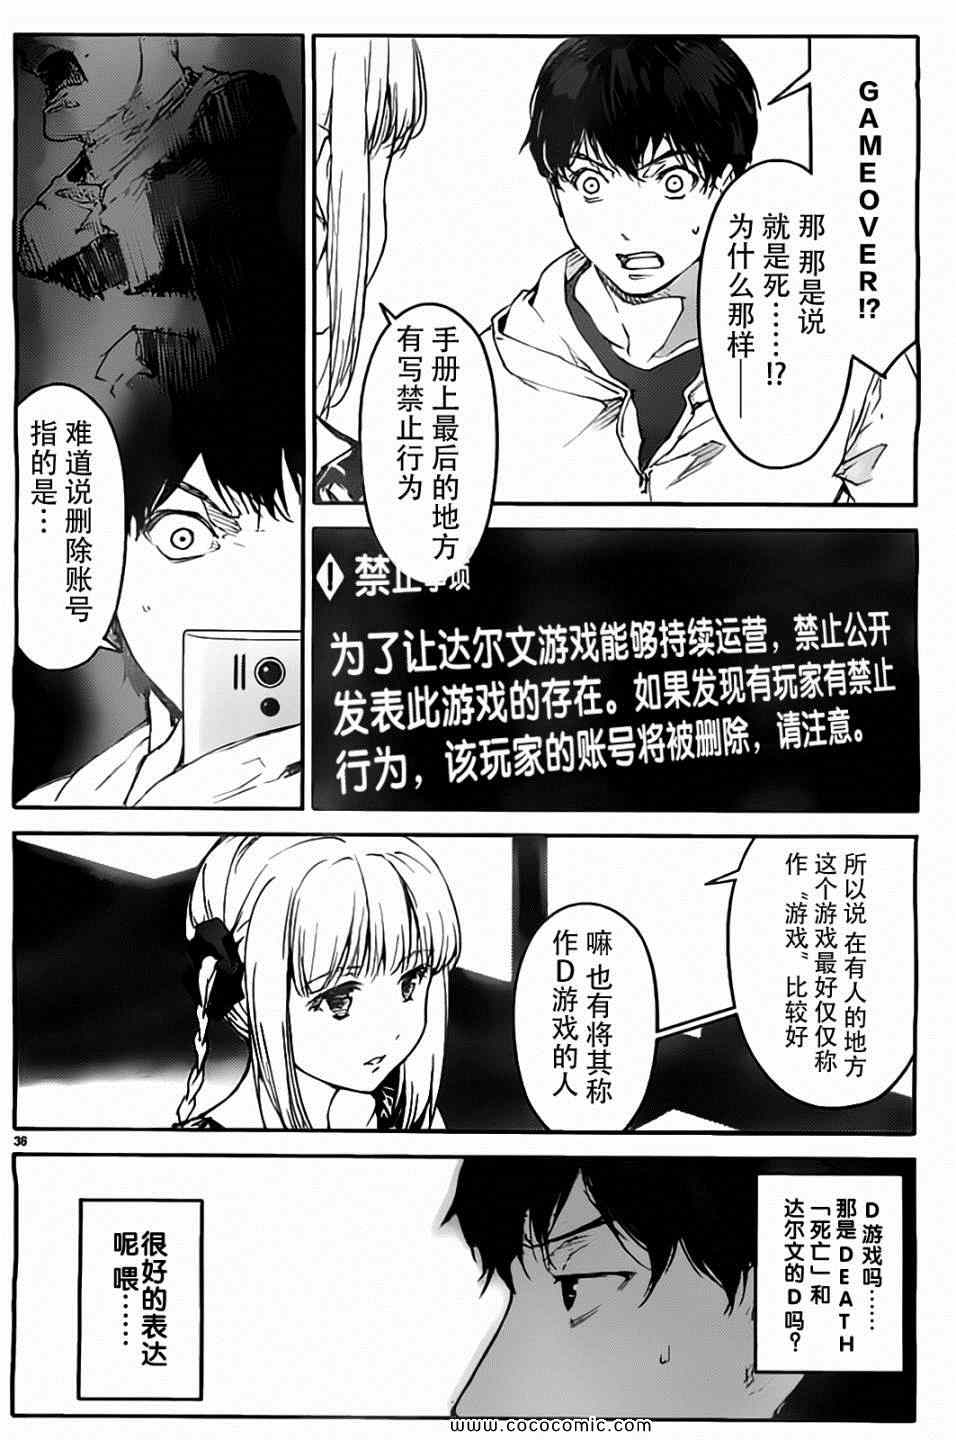 GAMEOVER!?
那 那是说
就是死……!?
为什么那样——
手册上最后的地方
有写禁止行为
禁止事项
为了让达尔文游戏能够持续运营，禁止公开
发表此游戏的存在。如果发现有玩家有禁止
行为，该玩家的账号将被删除，请注意。
难道说删除账号
指的是…
所以说 在有人的地方
这个游戏最好仅仅称
作“游戏”比较好
嘛 也有将其称
作D游戏的人
36
D游戏吗……
那是DEATH
「死亡」和
达尔文的D吗？
很好的表达
呢 喂……
www.cococomic.com